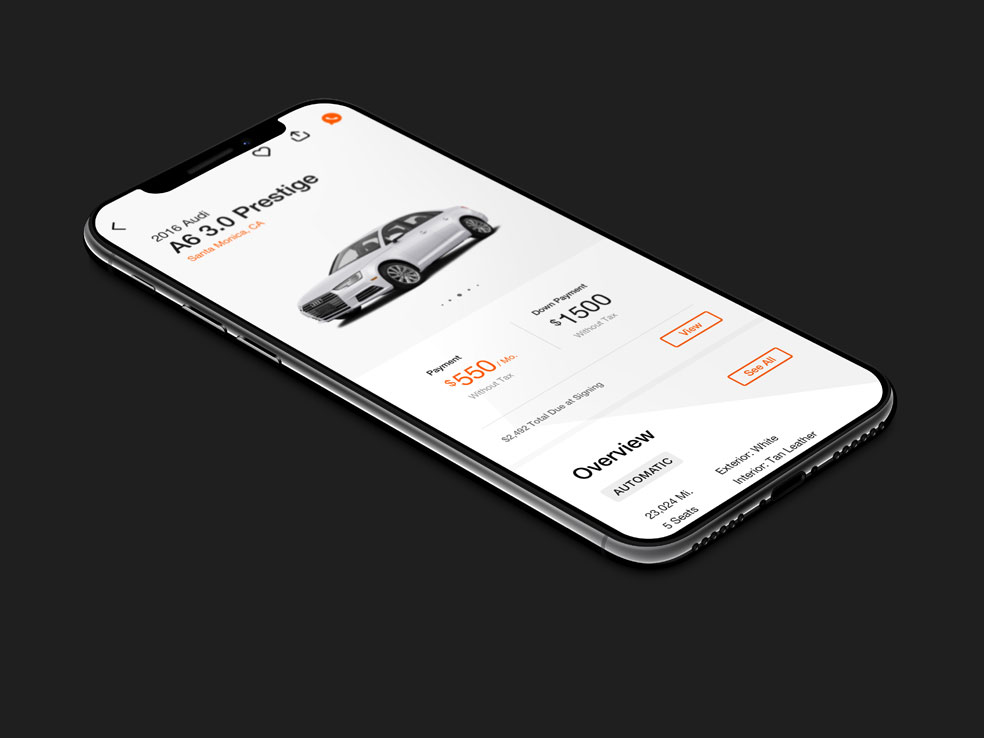 2016 Audi
A6 3.0 Prestige
Santa Monica, CA
Payment
$550 / Mo.
Without Tax
Down Payment
$1500
Without Tax
$2,492 Total Due at Signing
View
Overview
See All
AUTOMATIC
23,024 Mi.
5 Seats
Exterior: White
Interior: Tan Leather